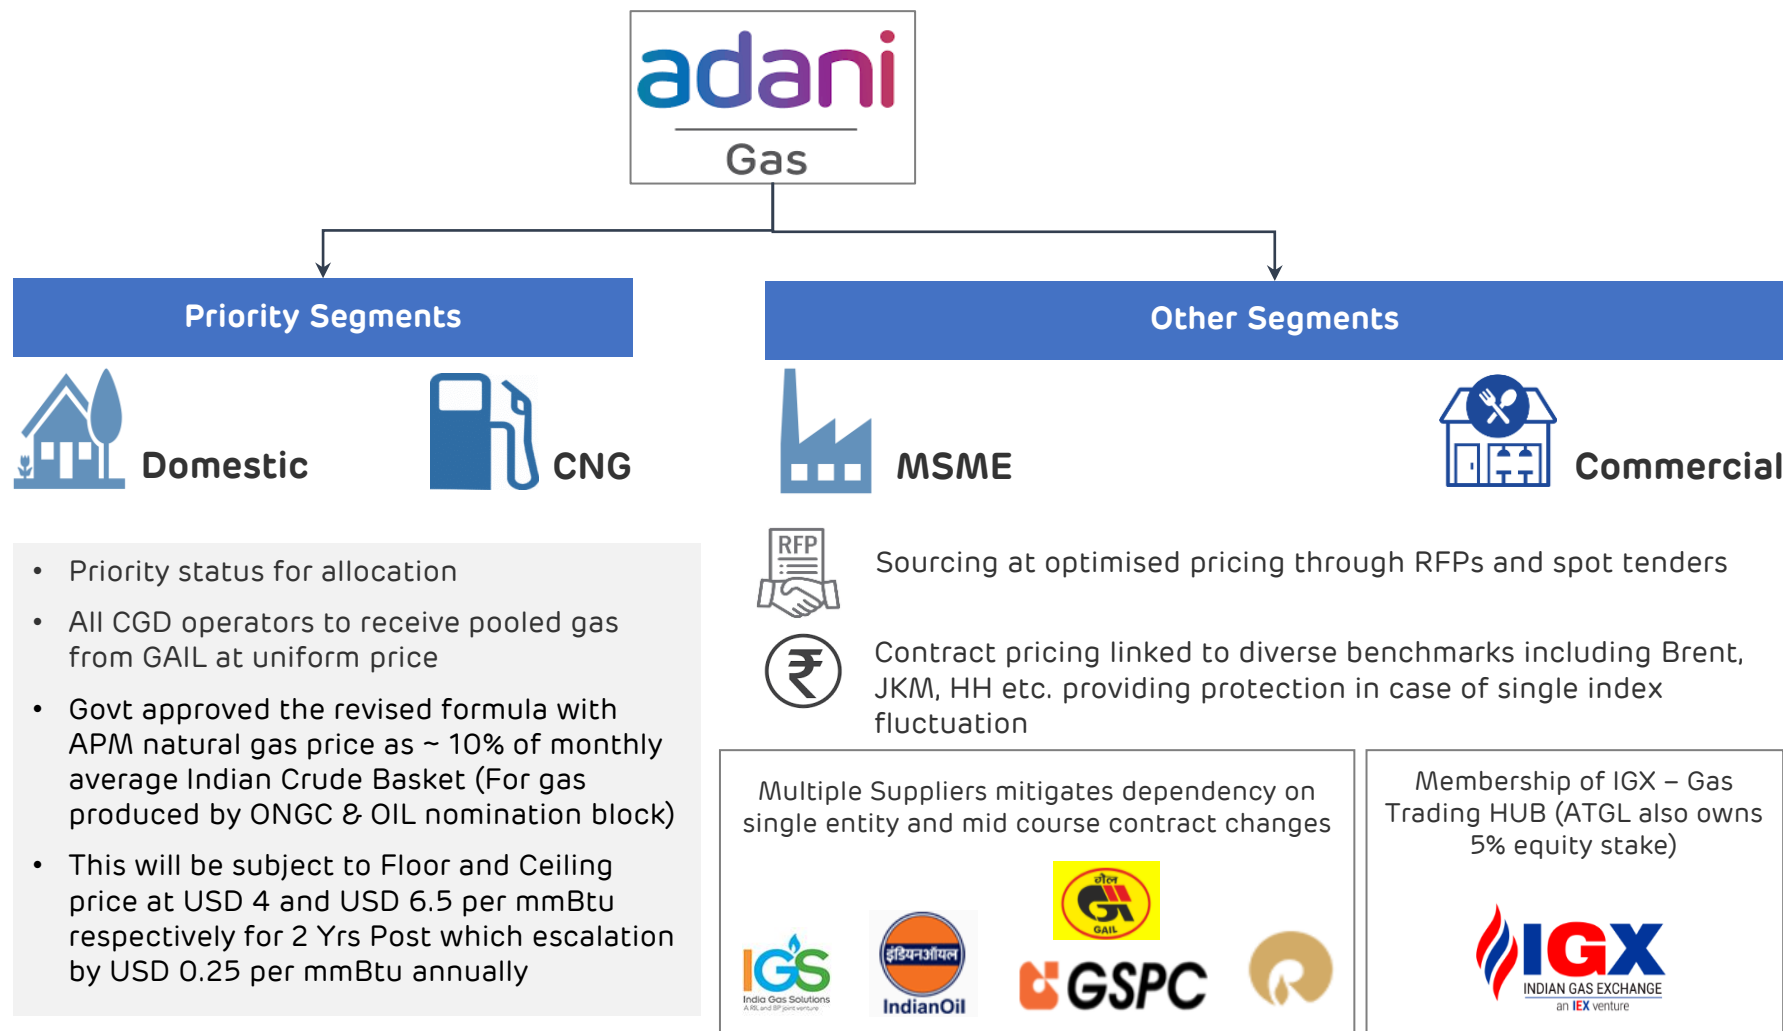 adani
Gas
Priority Segments
Other Segments
Domestic
CNG
MSME
Commercial
• Priority status for allocation
• All CGD operators to receive pooled gas
from GAIL at uniform price
• Govt approved the revised formula with
APM natural gas price as ~ 10% of monthly
average Indian Crude Basket (For gas
produced by ONGC & OIL nomination block)
• This will be subject to Floor and Ceiling
price at USD 4 and USD 6.5 per mmBtu
respectively for 2 Yrs Post which escalation
by USD 0.25 per mmBtu annually
RFP
Sourcing at optimised pricing through RFPs and spot tenders
₹
Contract pricing linked to diverse benchmarks including Brent,
JKM, HH etc. providing protection in case of single index
fluctuation
Multiple Suppliers mitigates dependency on
single entity and mid course contract changes
गेल
GAIL
IGS
India Gas Solutions
A RIL and BP joint venture
इंडियनऑयल
IndianOil
GSPC
Membership of IGX – Gas
Trading HUB (ATGL also owns
5% equity stake)
IGX
INDIAN GAS EXCHANGE
an IEX venture